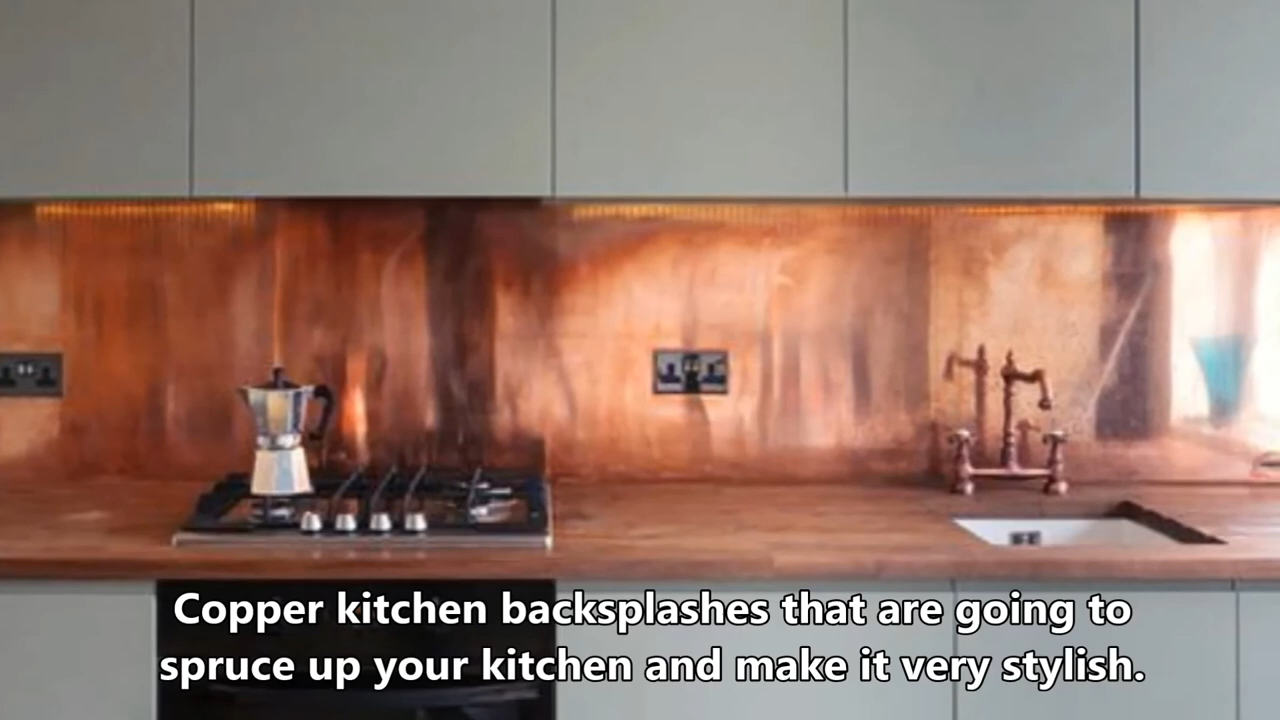 Copper kitchen backsplashes that are going to
spruce up your kitchen and make it very stylish.